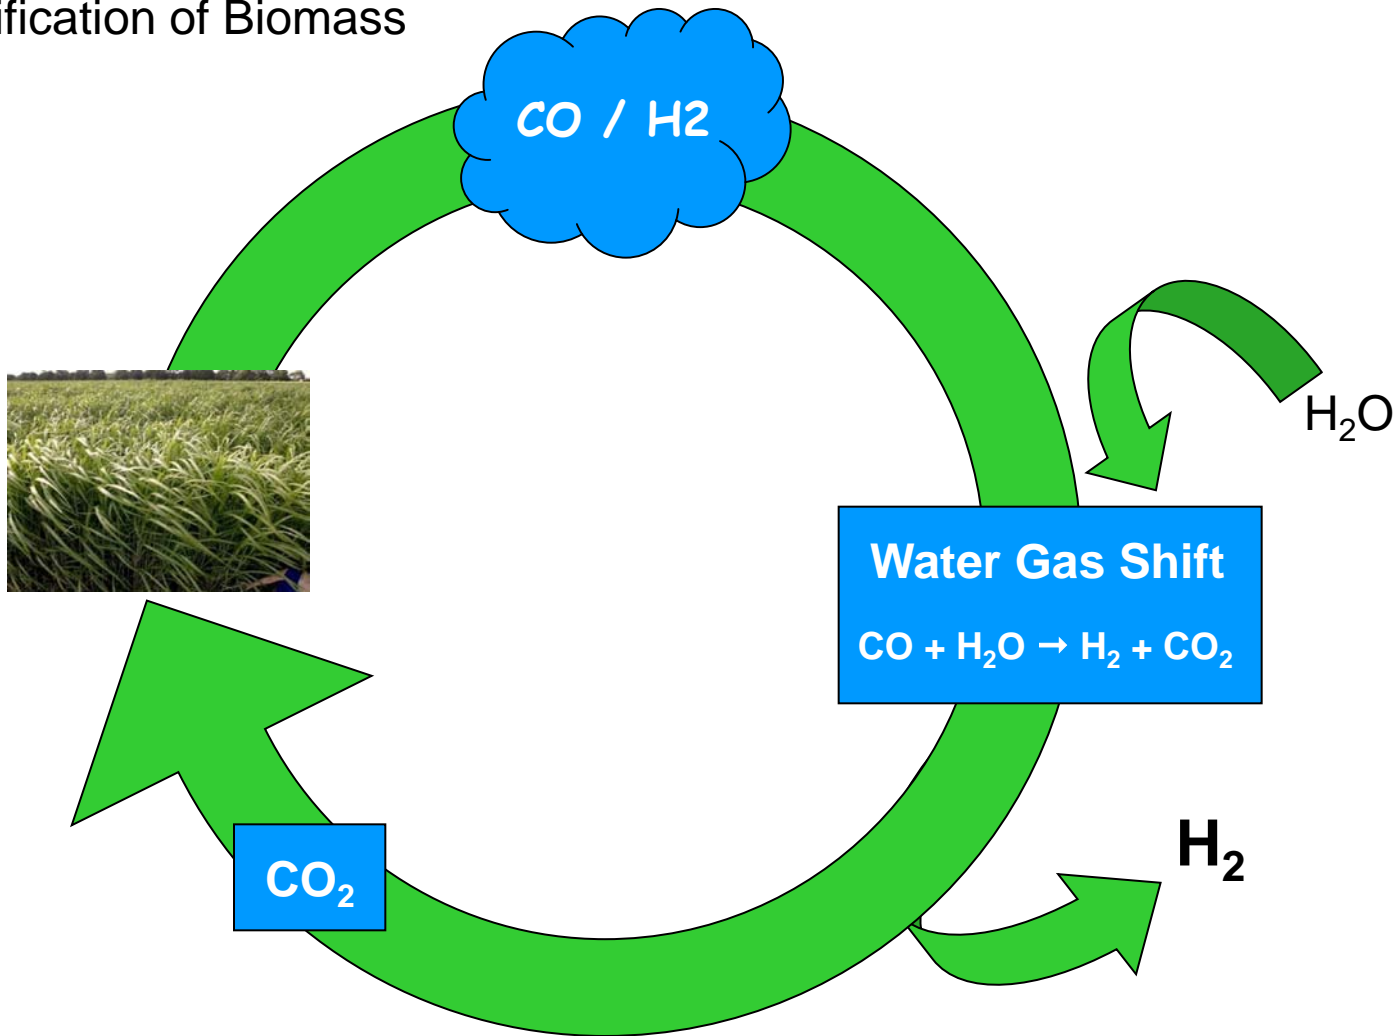 ification of Biomass
CO / H2
H₂O
Water Gas Shift
CO + H₂O → H₂ + CO₂
H₂
CO₂